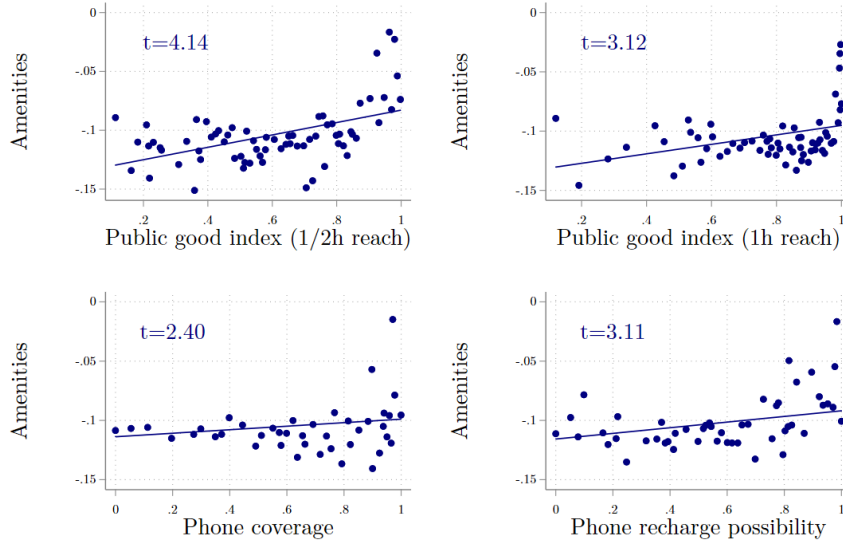 0
-.05
-.1
-.15
Amenities
t=4.14
.2 .4 .6 .8 1
Public good index (1/2h reach)
0
-.05
-.1
-.15
Amenities
t=3.12
.2 .4 .6 .8 1
Public good index (1h reach)
0
-.05
-.1
-.15
Amenities
t=2.40
0 .2 .4 .6 .8 1
Phone coverage
0
-.05
-.1
-.15
Amenities
t=3.11
0 .2 .4 .6 .8 1
Phone recharge possibility